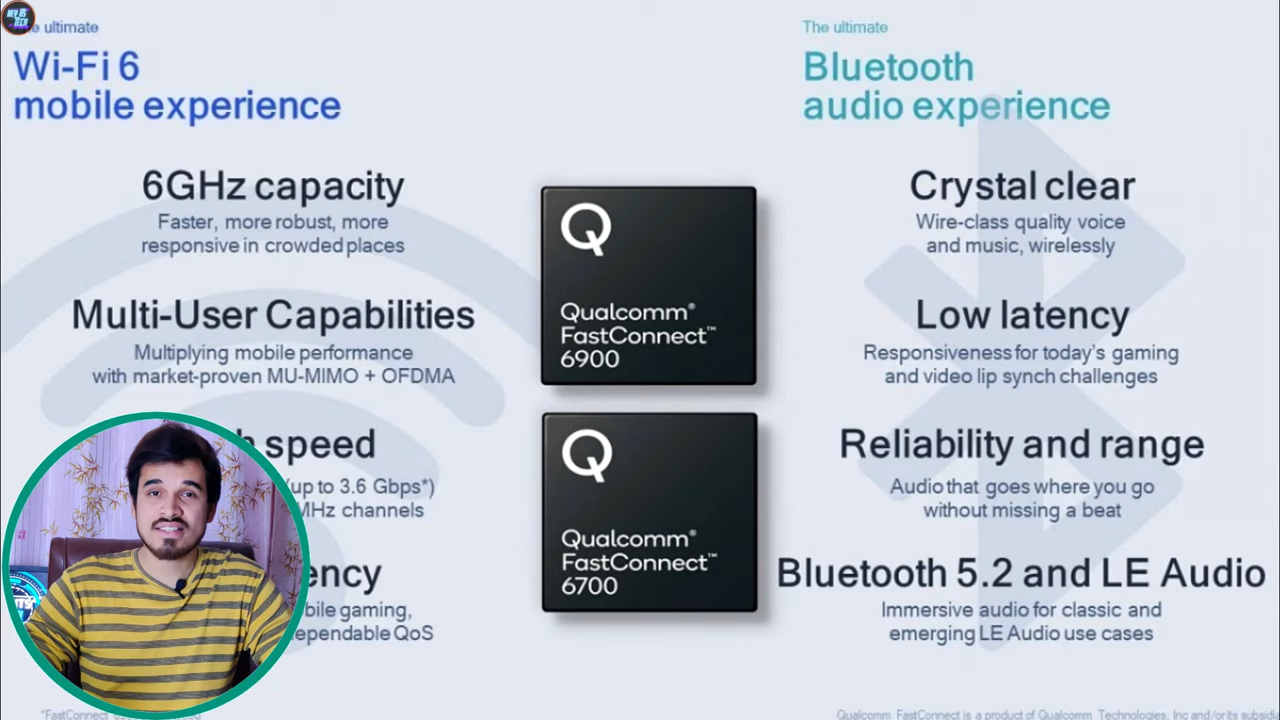 ultimate
Wi-Fi 6
mobile experience
6GHz capacity
Faster, more robust, more
responsive in crowded places
Multi-User Capabilities
Multiplying mobile performance
with market-proven MU-MIMO + OFDMA
speed
(up to 3.6 Gbps*)
MHz channels
gaming,
QoS
Qualcomm®
FastConnect™
6900
Qualcomm®
FastConnect™
6700
The ultimate
Bluetooth
audio experience
Crystal clear
Wire-class quality voice
and music, wirelessly
Low latency
Responsiveness for today's gaming
and video lip synch challenges
Reliability and range
Audio that goes where you go
without missing a beat
Bluetooth 5.2 and LE Audio
Immersive audio for classic and
emerging LE Audio use cases
*FastConnect
Qualcomm FastConnect is a product of Qualcomm Technologies, Inc and/or its